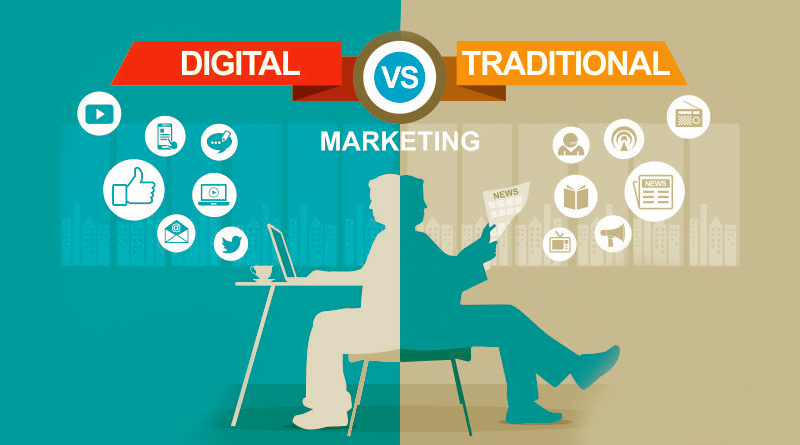 DIGITAL
VS
TRADITIONAL
MARKETING
NEWS
NEWS
@